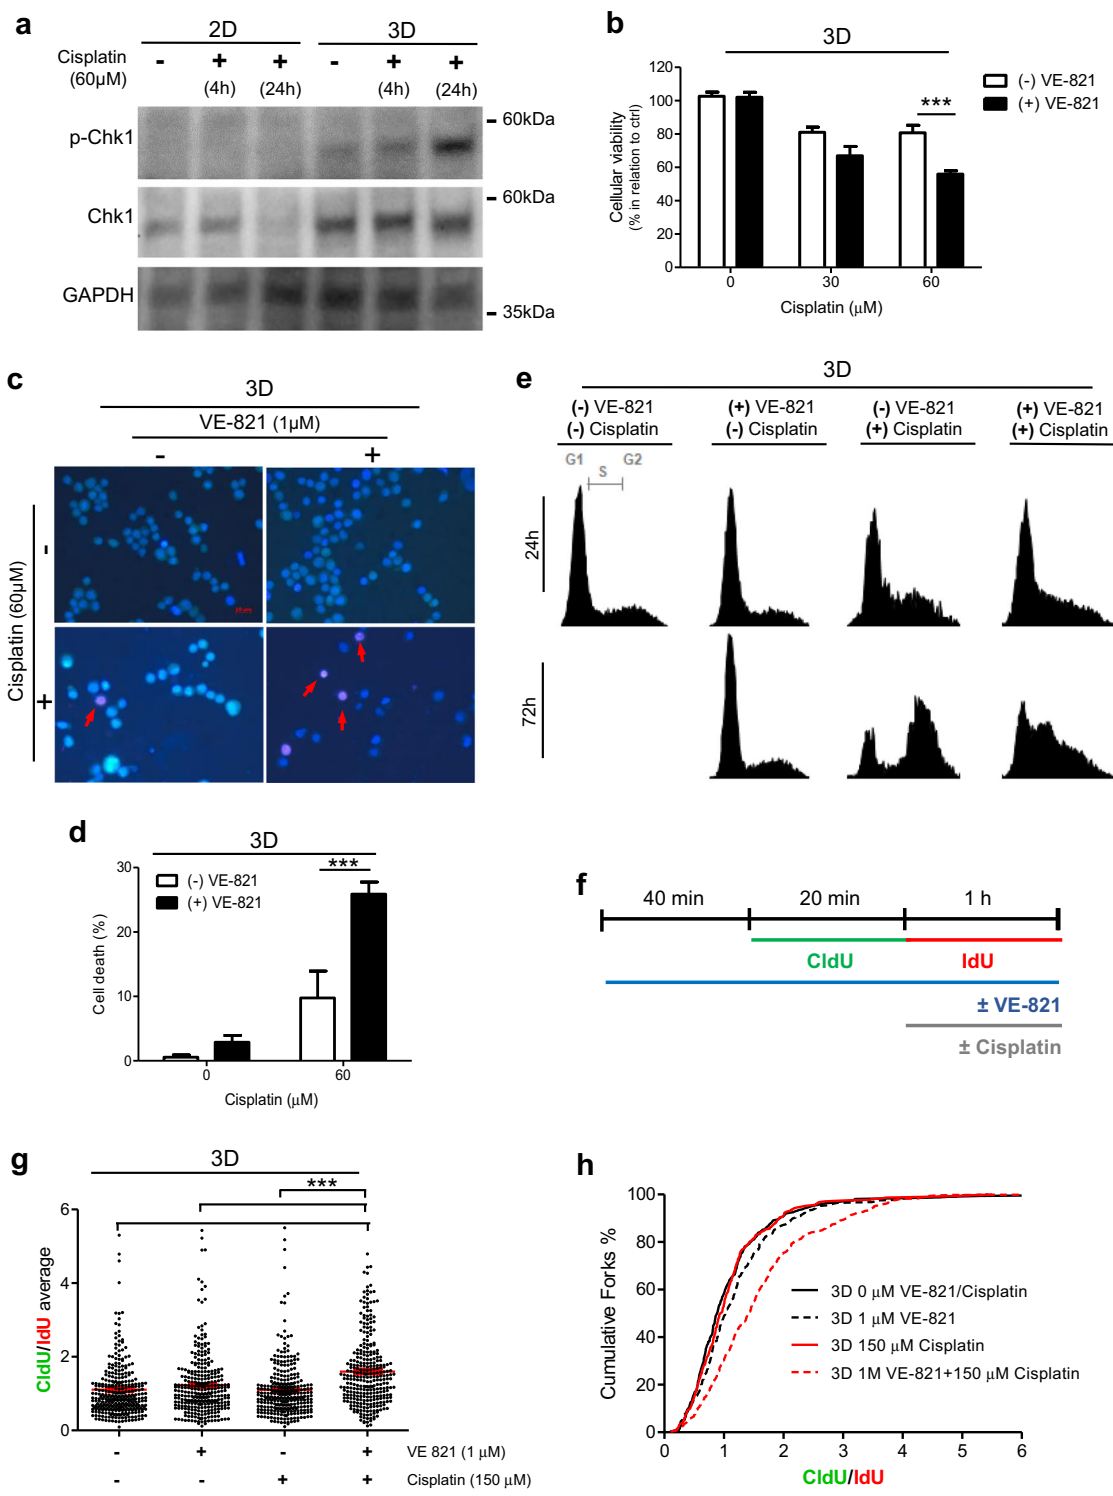 a
2D
3D
Cisplatin
(60µM)
-
+
+
-
+
+
(4h)
(24h)
(4h)
(24h)
p-Chk1
60kDa
Chk1
60kDa
GAPDH
35kDa
b
3D
120
100
80
60
40
20
0
Cellular viability
(% in relation to ctrl)
***
(-) VE-821
(+) VE-821
0
30
60
Cisplatin (µM)
c
3D
VE-821 (1µM)
-
+
Cisplatin (60µM)
-
+
d
3D
30
20
10
0
Cell death (%)
(-) VE-821
(+) VE-821
***
0
60
Cisplatin (µM)
e
3D
(-) VE-821
(-) Cisplatin
(+) VE-821
(-) Cisplatin
(-) VE-821
(+) Cisplatin
(+) VE-821
(+) Cisplatin
G1
S
G2
24h
72h
f
40 min
20 min
1 h
CldU
IdU
± VE-821
± Cisplatin
g
3D
***
6
4
2
0
CldU/IdU average
-
+
-
+
VE 821 (1 µM)
-
-
+
+
Cisplatin (150 µM)
h
100
80
60
40
20
0
Cumulative Forks %
3D 0 µM VE-821/Cisplatin
3D 1 µM VE-821
3D 150 µM Cisplatin
3D 1M VE-821+150 µM Cisplatin
0
1
2
3
4
5
6
CldU/IdU